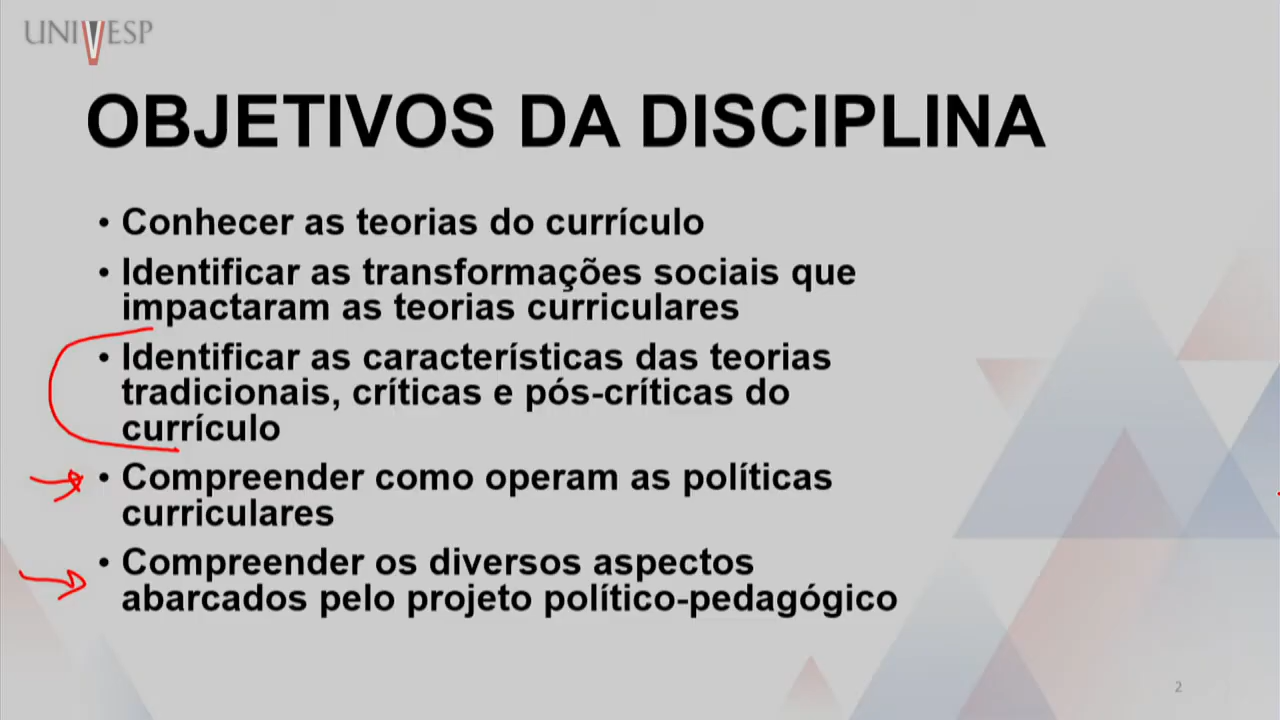 UNIVESP
OBJETIVOS DA DISCIPLINA
• Conhecer as teorias do currículo
• Identificar as transformações sociais que
impactaram as teorias curriculares
• Identificar as características das teorias
tradicionais, críticas e pós-críticas do
currículo
• Compreender como operam as políticas
curriculares
• Compreender os diversos aspectos
abarcados pelo projeto político-pedagógico
2